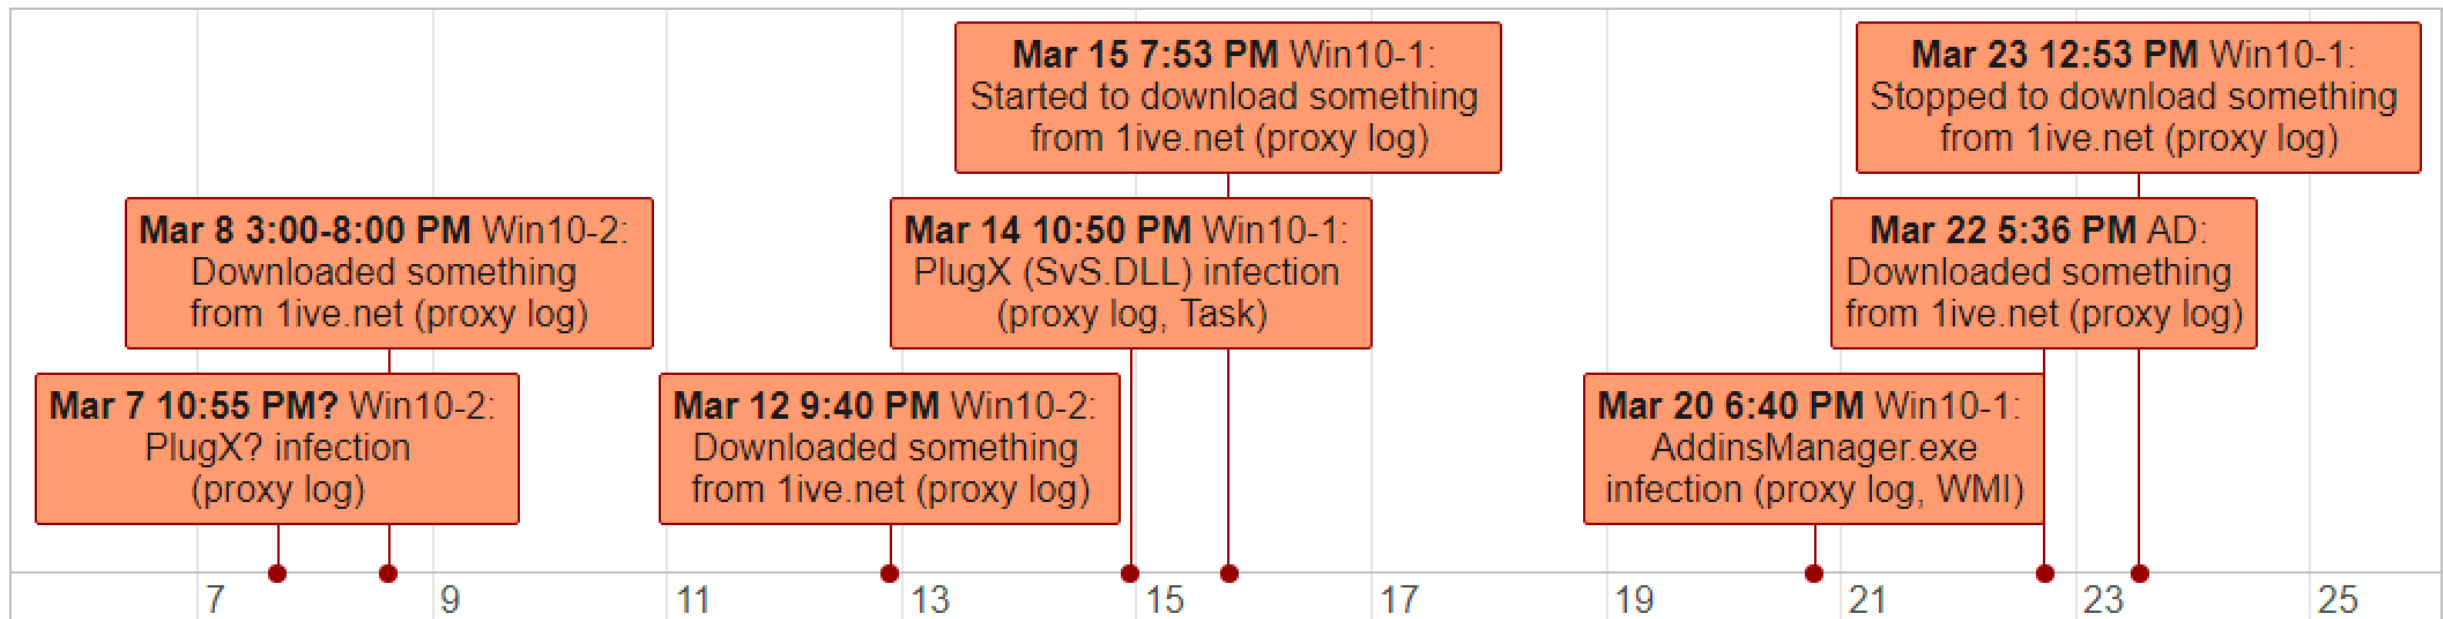 Mar 15 7:53 PM Win10-1:
Started to download something
from 1ive.net (proxy log)
Mar 23 12:53 PM Win10-1:
Stopped to download something
from 1ive.net (proxy log)
Mar 8 3:00-8:00 PM Win10-2:
Downloaded something
from 1ive.net (proxy log)
Mar 14 10:50 PM Win10-1:
PlugX (SvS.DLL) infection
(proxy log, Task)
Mar 22 5:36 PM AD:
Downloaded something
from 1ive.net (proxy log)
Mar 7 10:55 PM? Win10-2:
PlugX? infection
(proxy log)
Mar 12 9:40 PM Win10-2:
Downloaded something
from 1ive.net (proxy log)
Mar 20 6:40 PM Win10-1:
AddinsManager.exe
infection (proxy log, WMI)
7 9 11 13 15 17 19 21 23 25